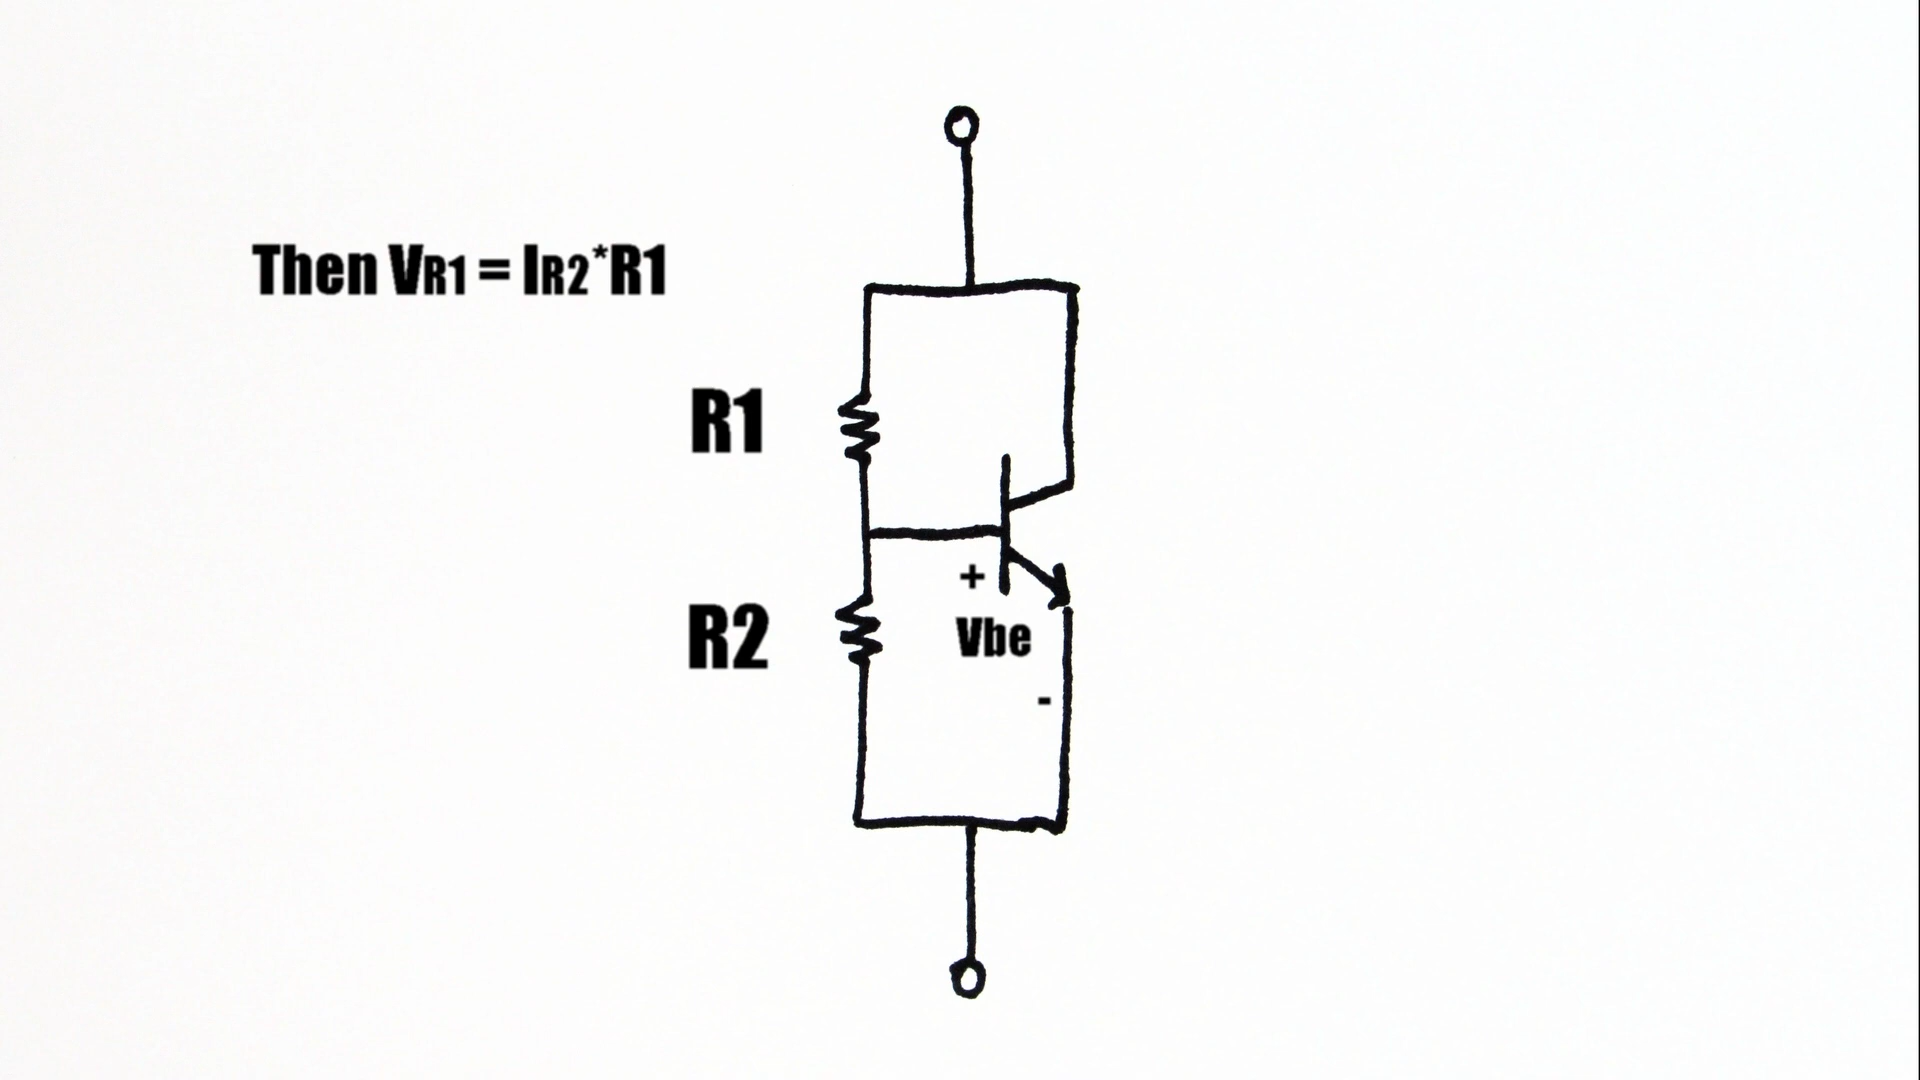 Then VR1 = IR2*R1
R1
+
R2
Vbe
-